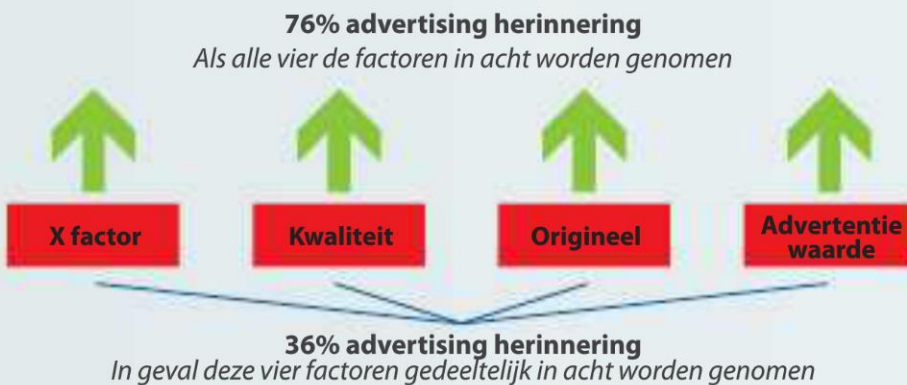 76% advertising herinnering
Als alle vier de factoren in acht worden genomen
X factor
Kwaliteit
Origineel
Advertentie
waarde
36% advertising herinnering
In geval deze vier factoren gedeeltelijk in acht worden genomen